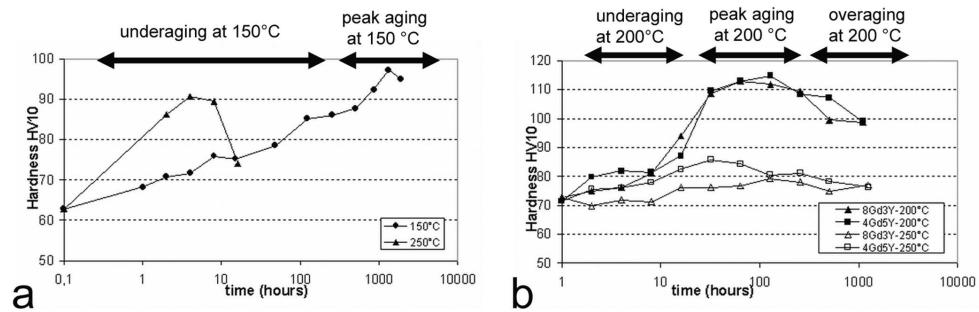 underaging at 150°C
peak aging
at 150 °C
100
90
80
70
60
50
Hardness HV10
0,1
1
10
100
1000
10000
time (hours)
150°C
250°C
a
underaging
at 200°C
peak aging
at 200 °C
overaging
at 200 °C
120
110
100
90
80
70
60
50
Hardness HV10
1
10
100
1000
10000
time (hours)
8Gd3Y-200°C
4Gd5Y-200°C
8Gd3Y-250°C
4Gd5Y-250°C
b